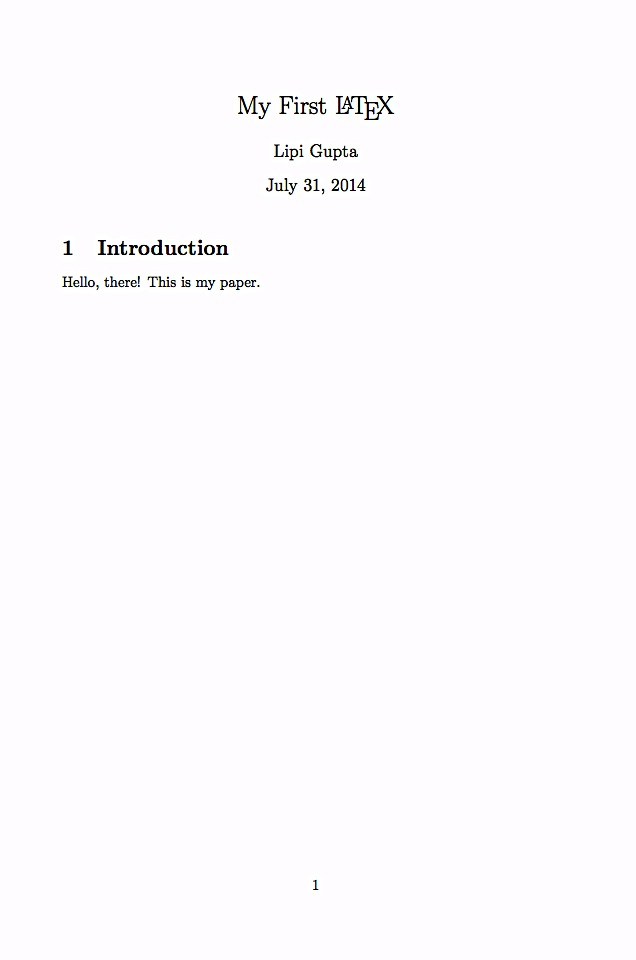 My First LATEX
Lipi Gupta
July 31, 2014
1 Introduction
Hello, there! This is my paper.
1